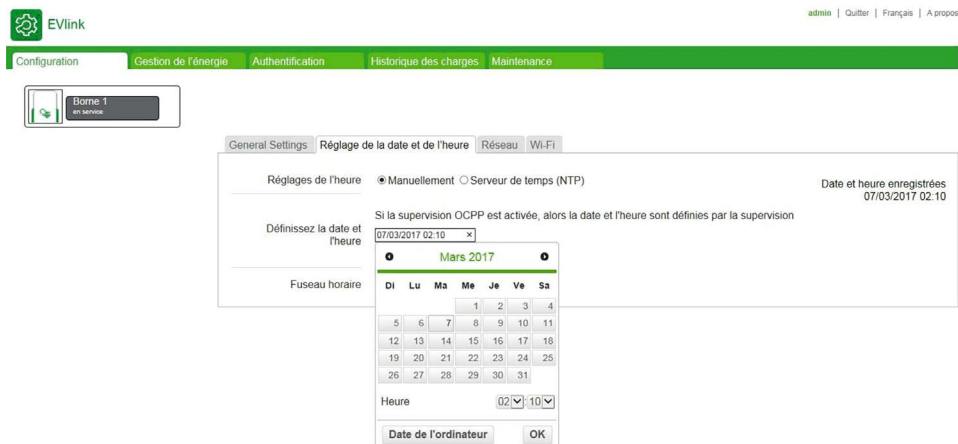 admin | Quitter | Français | A propos
EVlink
Configuration Gestion de l'énergie Authentification Historique des charges Maintenance
Borne 1
en service
General Settings Réglage de la date et de l'heure Réseau Wi-Fi
Réglages de l'heure Manuellement Serveur de temps (NTP)
Date et heure enregistrées
07/03/2017 02:10
Si la supervision OCPP est activée, alors la date et l'heure sont définies par la supervision
Définissez la date et
l'heure
07/03/2017 02:10 ×
Mars 2017
Fuseau horaire
Di Lu Ma Me Je Ve Sa
1 2 3 4
5 6 7 8 9 10 11
12 13 14 15 16 17 18
19 20 21 22 23 24 25
26 27 28 29 30 31
Heure 02 : 10
Date de l'ordinateur OK